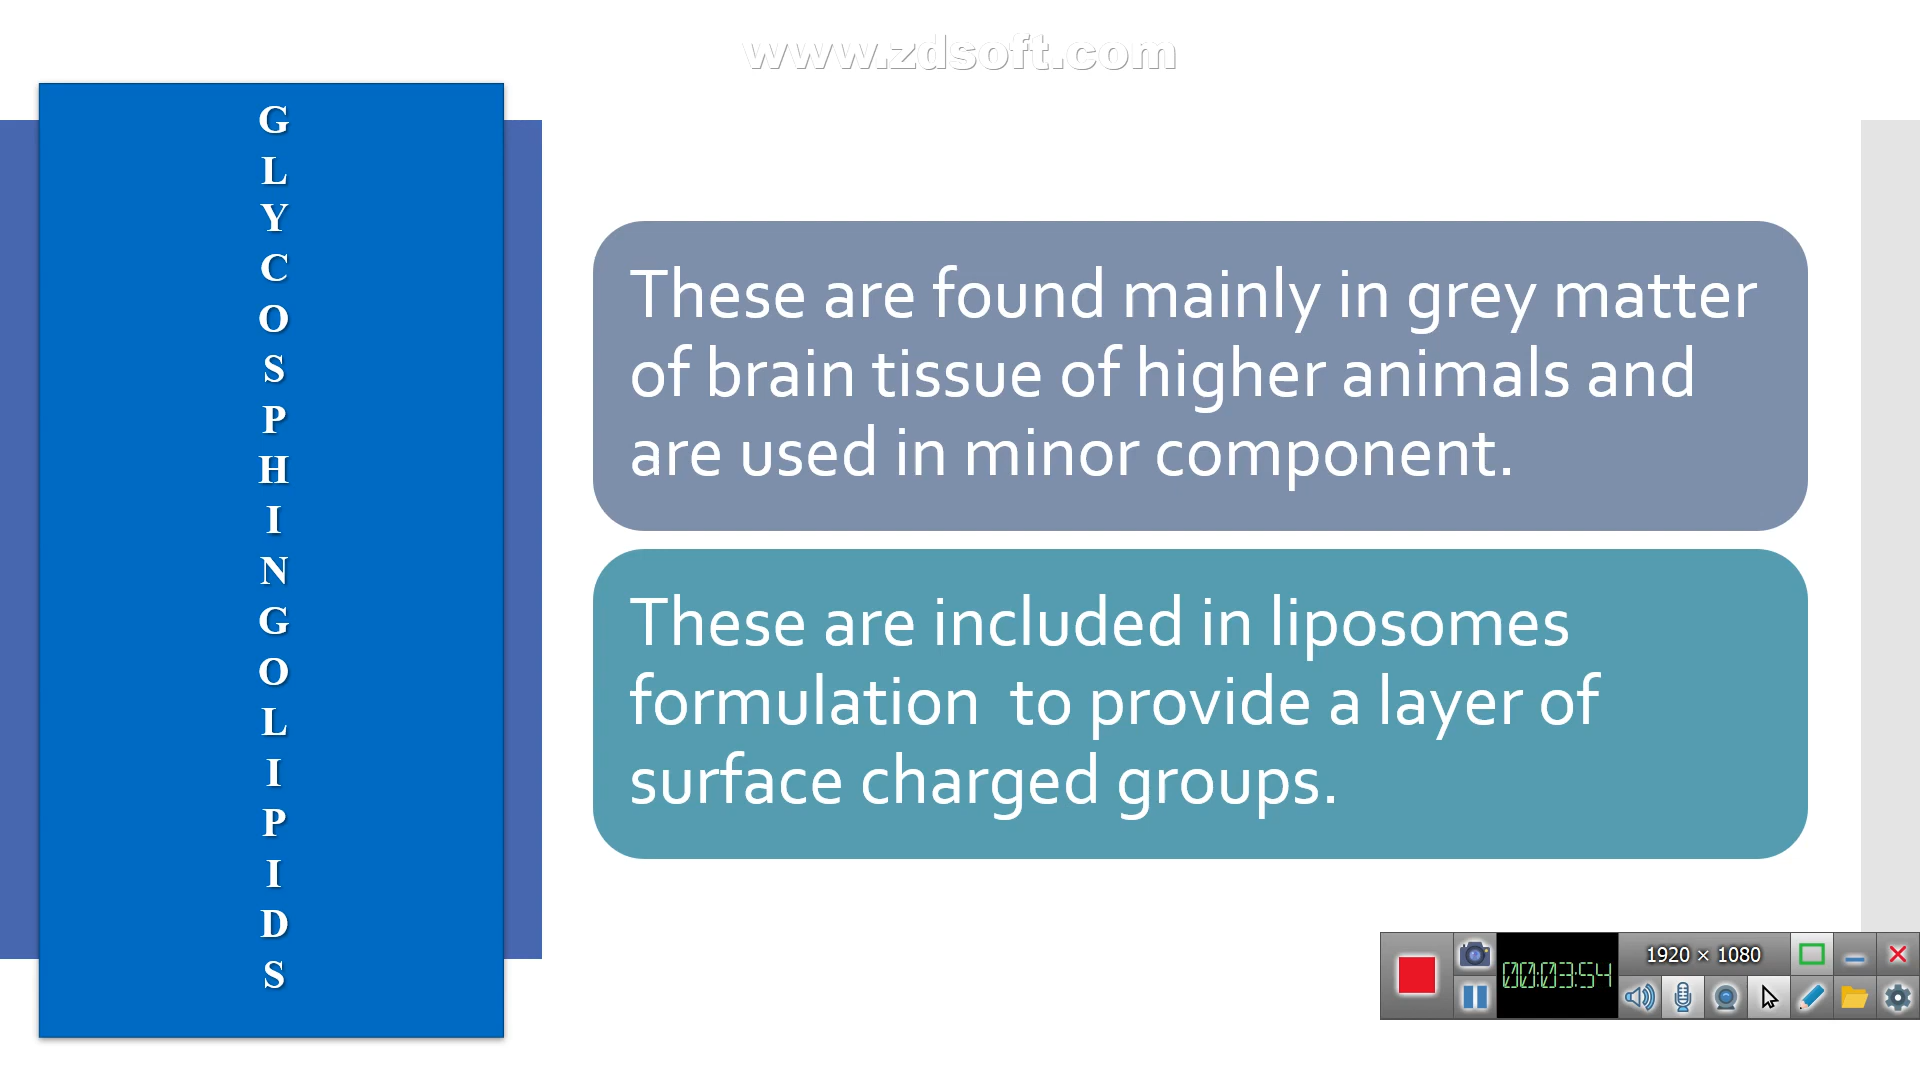 www.zdsoft.com
G
L
Y
C
O
S
P
H
I
N
G
O
L
I
P
I
D
S
These are found mainly in grey matter
of brain tissue of higher animals and
are used in minor component.
These are included in liposomes
formulation to provide a layer of
surface charged groups.
00:03:54
1920 × 1080